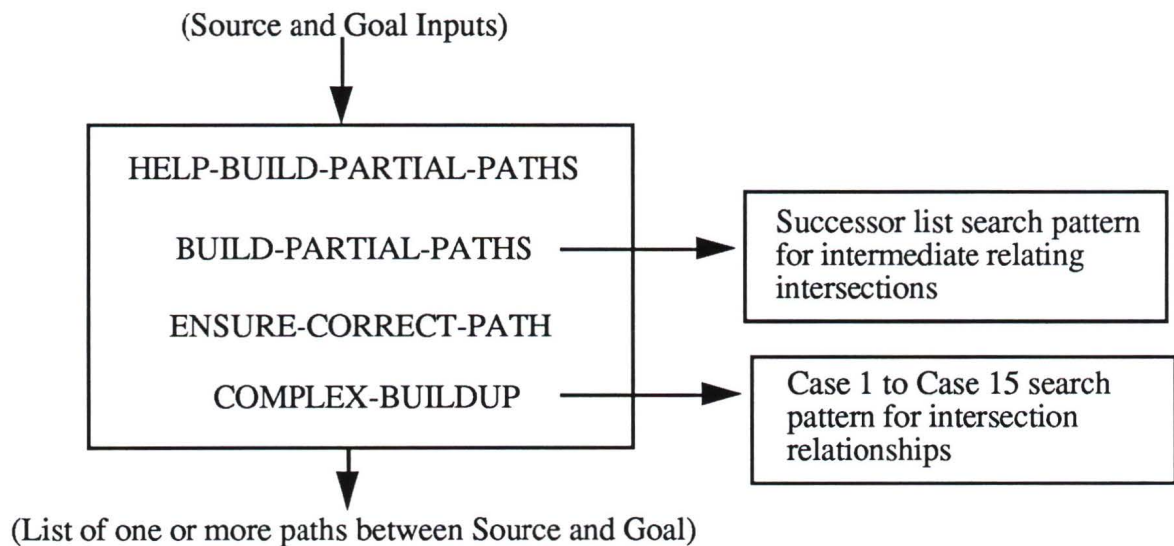 (Source and Goal Inputs)
HELP-BUILD-PARTIAL-PATHS
BUILD-PARTIAL-PATHS
ENSURE-CORRECT-PATH
COMPLEX-BUILDUP
Successor list search pattern
for intermediate relating
intersections
Case 1 to Case 15 search
pattern for intersection
relationships
(List of one or more paths between Source and Goal)